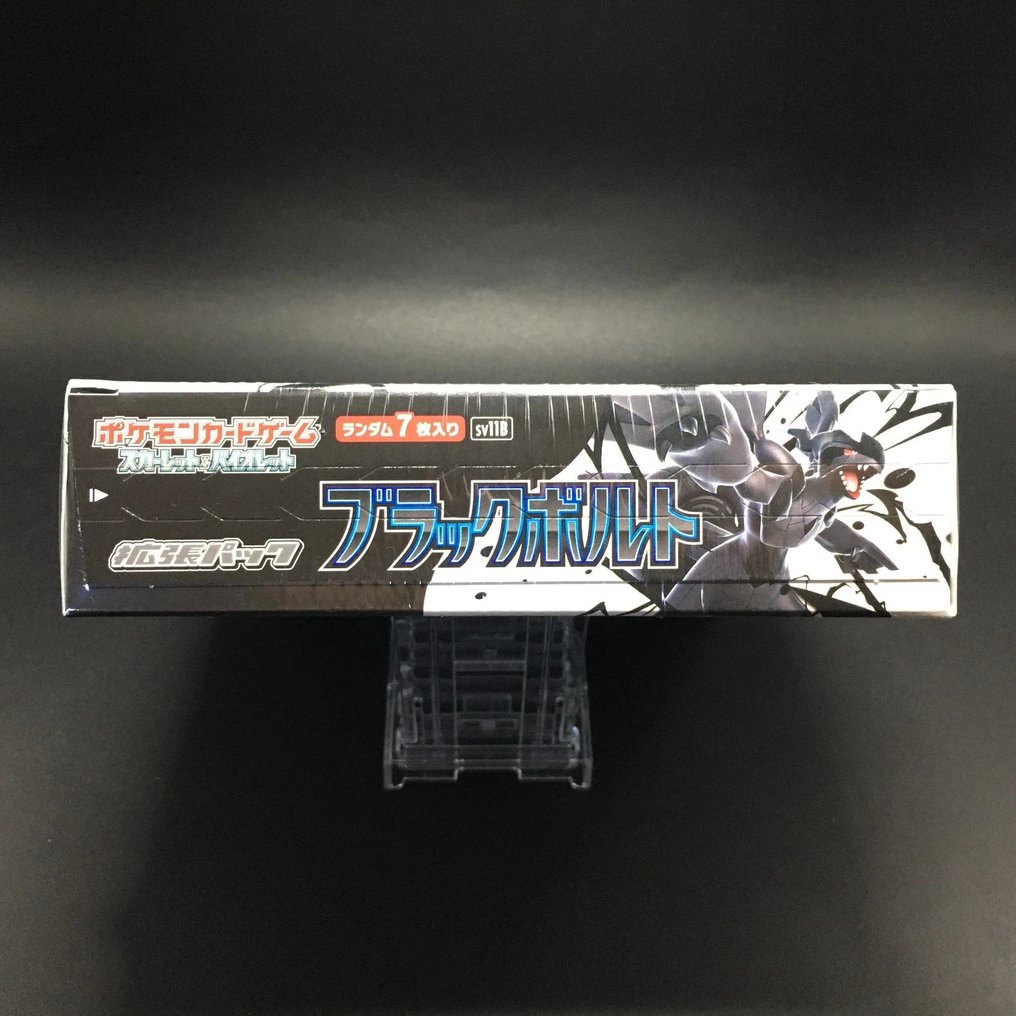 ポケモンカードゲーム
スカーレット&バイオレット
ランダム7枚入り
sv11B
ブラックボルト
拡張パック